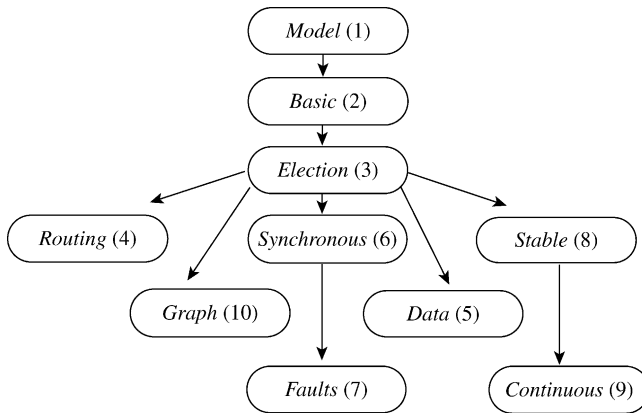 Model (1)
Basic (2)
Election (3)
Routing (4)
Synchronous (6)
Stable (8)
Graph (10)
Data (5)
Faults (7)
Continuous (9)